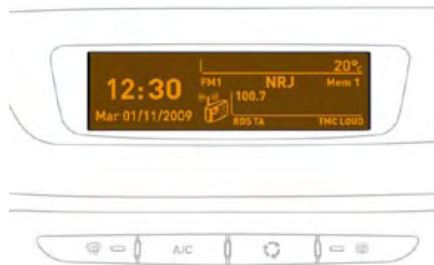 20°c
FM1 NRJ Mem 1
12:30
100.7
Mar 01/11/2009
RDS TA TMC LOUD
A/C